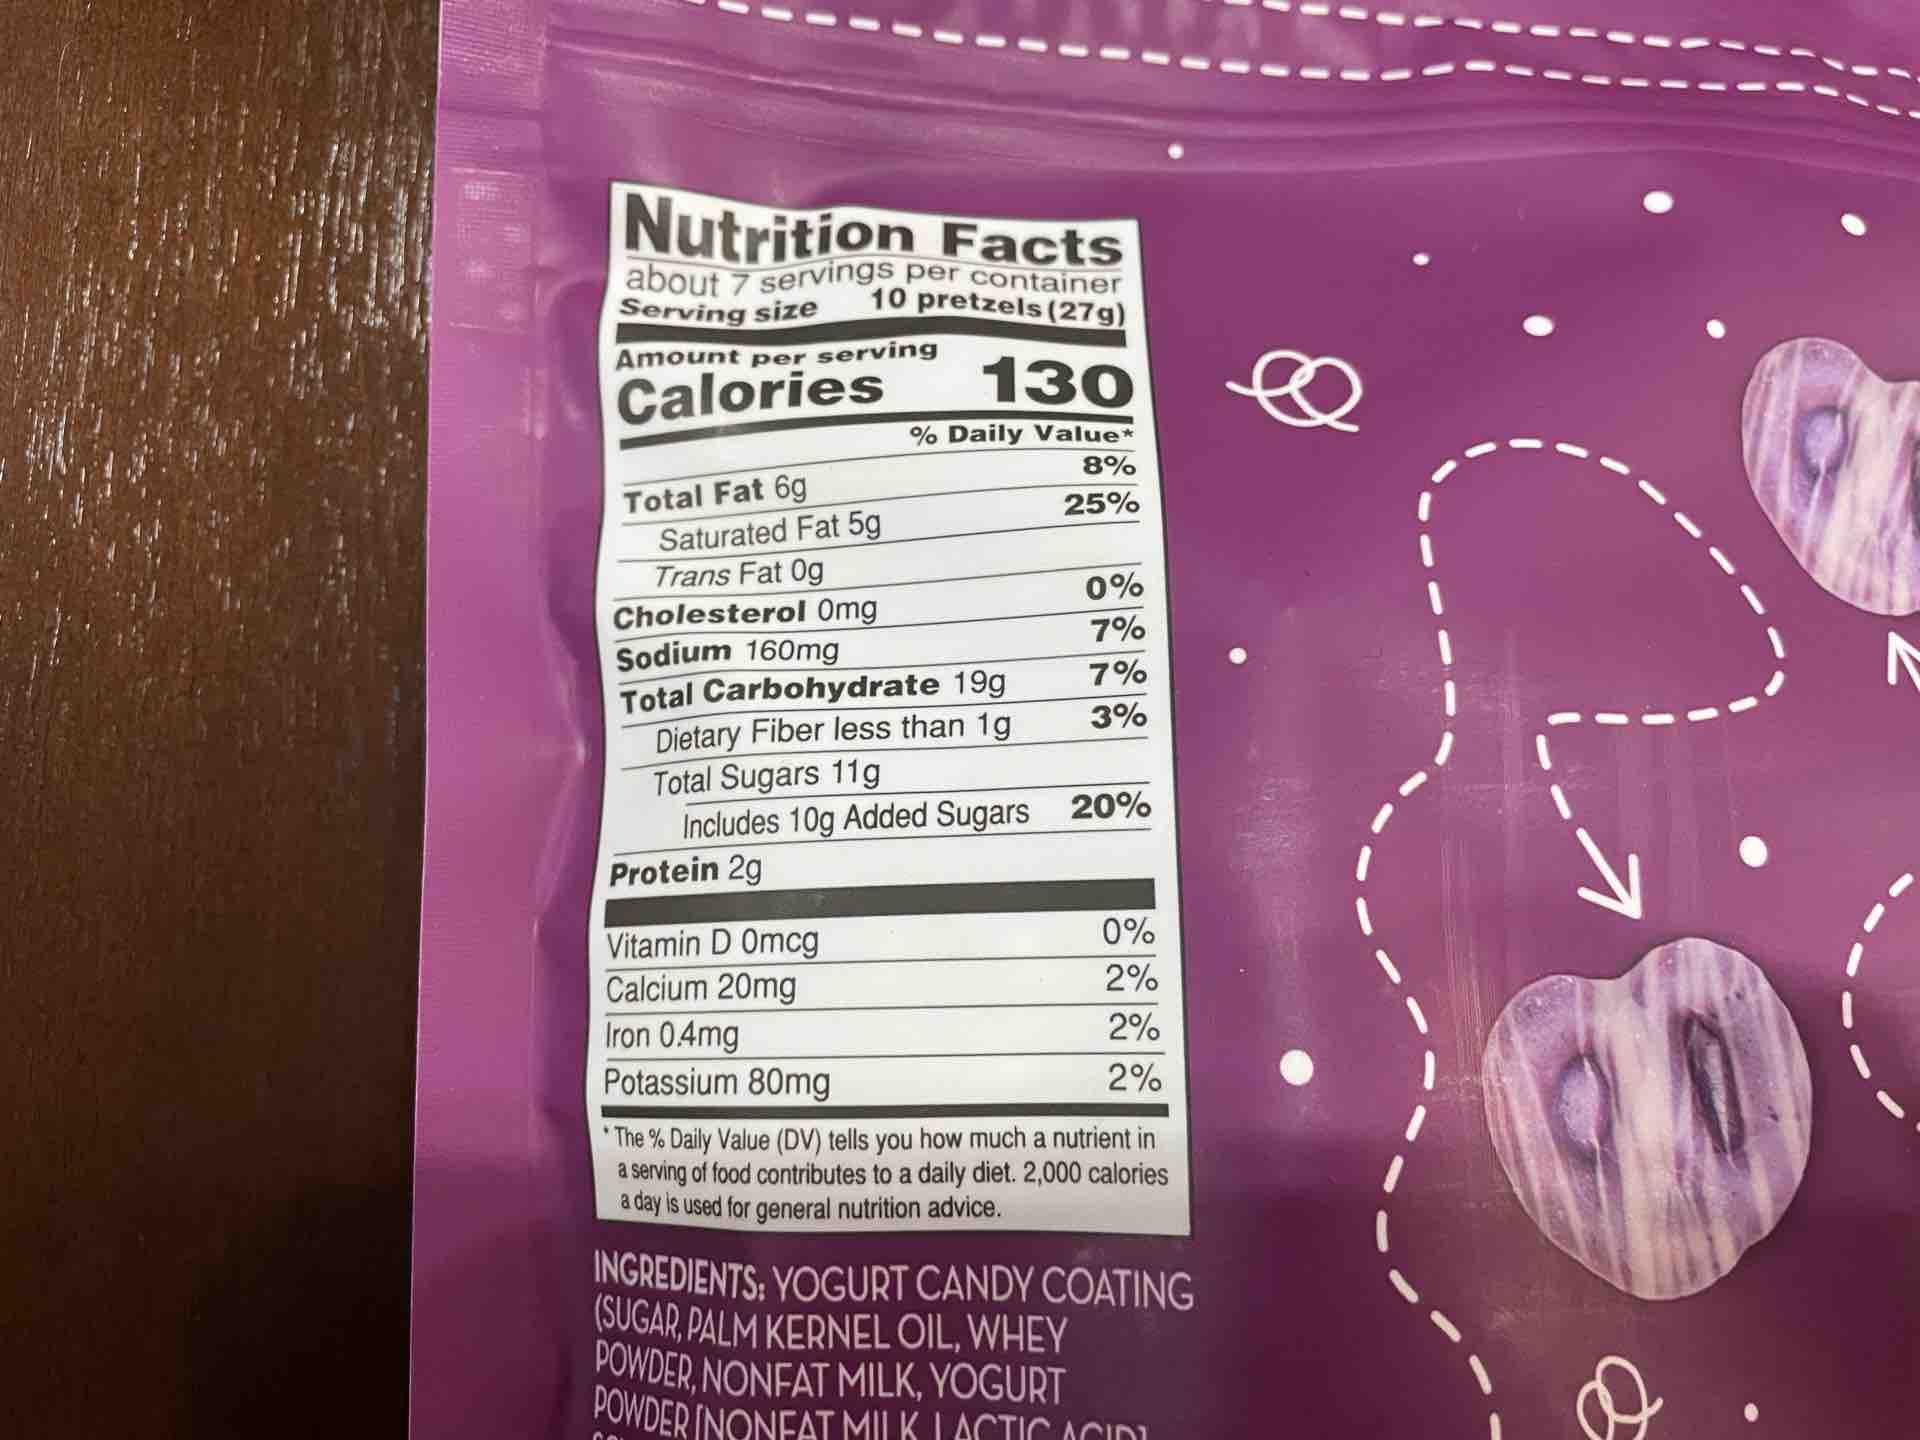 Nutrition Facts
about 7 servings per container
Serving size 10 pretzels (27g)
Amount per serving
Calories 130
% Daily Value*
Total Fat 6g 8%
Saturated Fat 5g 25%
Trans Fat 0g
Cholesterol 0mg 0%
Sodium 160mg 7%
Total Carbohydrate 19g 7%
Dietary Fiber less than 1g 3%
Total Sugars 11g
Includes 10g Added Sugars 20%
Protein 2g
Vitamin D 0mcg 0%
Calcium 20mg 2%
Iron 0.4mg 2%
Potassium 80mg 2%
* The % Daily Value (DV) tells you how much a nutrient in
a serving of food contributes to a daily diet. 2,000 calories
a day is used for general nutrition advice.
INGREDIENTS: YOGURT CANDY COATING
(SUGAR, PALM KERNEL OIL, WHEY
POWDER, NONFAT MILK, YOGURT
POWDER [NONFAT MILK, LACTIC ACID]